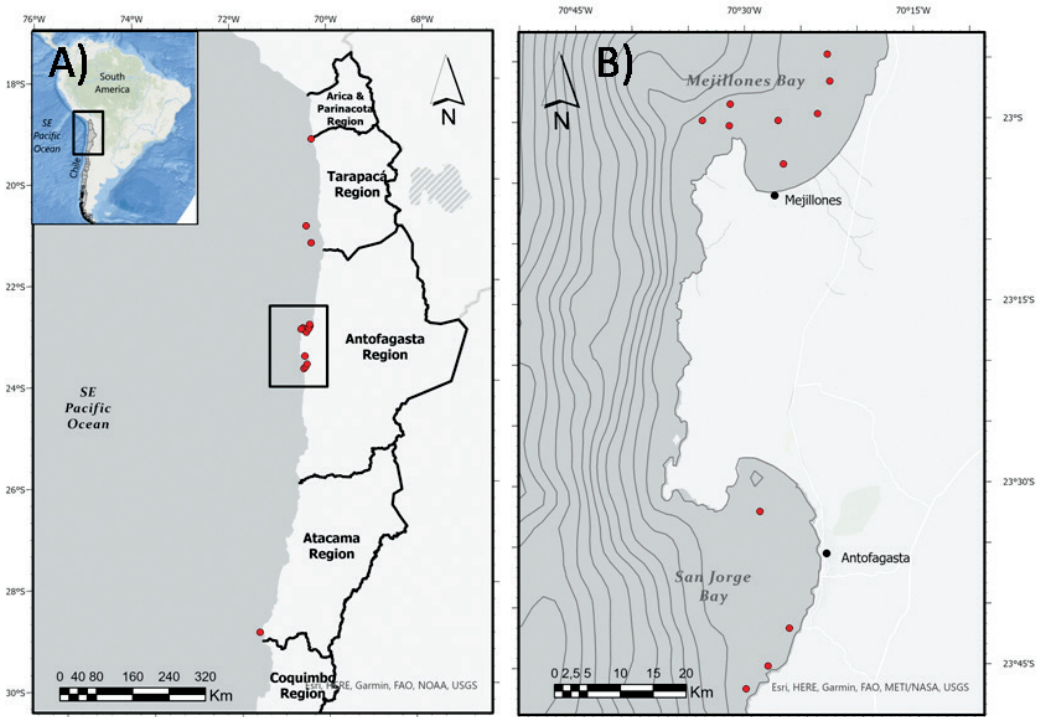 76°W
72°W
70°W
68°W
18°S
20°S
22°S
24°S
26°S
28°S
30°S
A)
South
America
SE
Pacific
Ocean
Chile
N
Arica &
Parinacota
Region
Tarapacá
Region
Antofagasta
Region
SE
Pacific
Ocean
Atacama
Region
Coquimbo
Region
0 40 80 160 240 320
Km
Esri, HERE, Garmin, FAO, NOAA, USGS
70°45'W
70°30'W
70°15'W
B)
N
Mejillones Bay
23°S
Mejillones
23°15'S
23°30'S
Antofagasta
San Jorge
Bay
23°45'S
0 2,5 5 10 15 20
Km
Esri, HERE, Garmin, FAO, METI/NASA, USGS